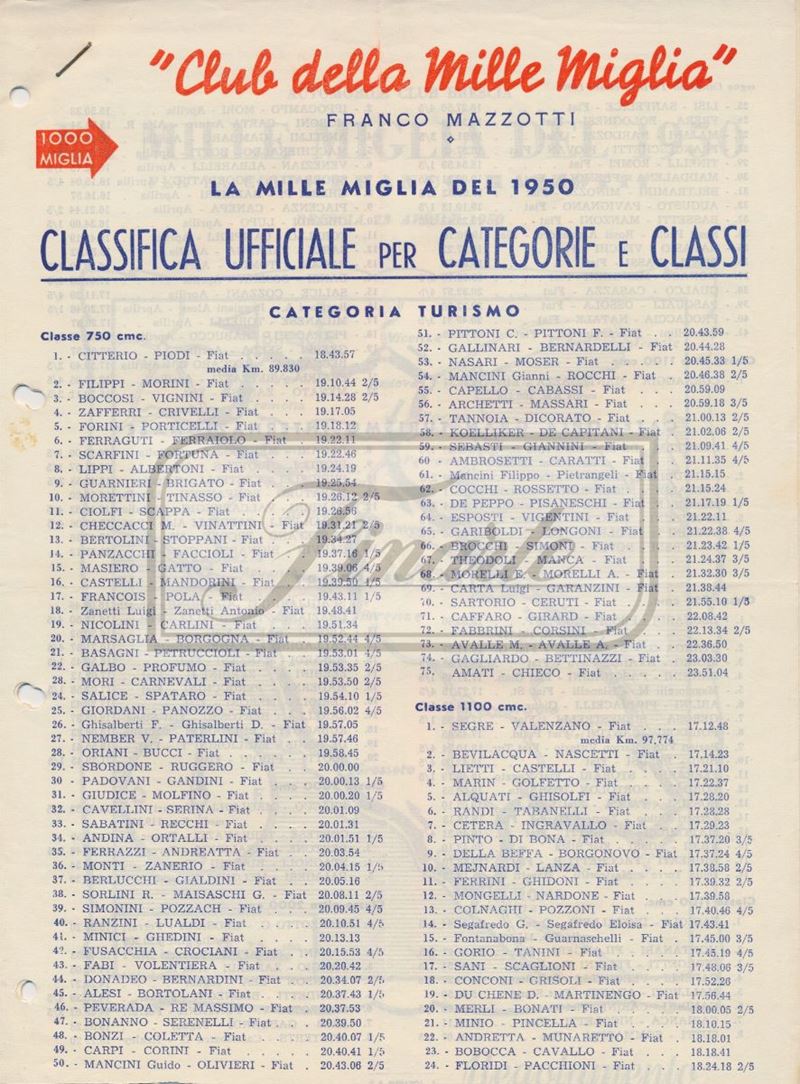 "Club della Mille Miglia"
FRANCO MAZZOTTI
1000
MIGLIA
LA MILLE MIGLIA DEL 1950
CLASSIFICA UFFICIALE PER CATEGORIE E CLASSI
CATEGORIA TURISMO
Classe 750 cmc.
1. - CITTERIO - PIODI - Fiat . . . . . 18.43.57
media Km. 89.830
2. - FILIPPI - MORINI - Fiat . . . . 19.10.44 2/5
3. - BOCCOSI - VIGNINI - Fiat . . . . 19.14.28 2/5
4. - ZAFFERRI - CRIVELLI - Fiat . . . 19.17.05
5. - FORINI - PORTICELLI - Fiat . . . 19.18.12
6. - FERRAGUTI - FERRAIOLO - Fiat . . 19.22.11
7. - SCARFINI - FORTUNA - Fiat . . . 19.22.46
8. - LIPPI - ALBERTONI - Fiat . . . . 19.24.19
9. - GUARNIERI - BRIGATO - Fiat . . . 19.25.54
10. - MORETTINI - TINASSO - Fiat . . . 19.26.12 2/5
11. - CIOLFI - SCAPPA - Fiat . . . . 19.26.56
12. - CHECCACCI M. - VINATTINI - Fiat . 19.31.21 2/5
13. - BERTOLINI - STOPPANI - Fiat . . 19.34.27
14. - PANZACCHI - FACCIOLI - Fiat . . 19.37.16 1/5
15. - MASIERO - GATTO - Fiat . . . . 19.39.06 4/5
16. - CASTELLI - MANDORINI - Fiat . . 19.39.50 4/5
17. - FRANCOIS - POLA - Fiat . . . . 19.43.11 1/5
18. - Zanetti Luigi - Zanetti Antonio - Fiat 19.48.41
19. - NICOLINI - CARLINI - Fiat . . . 19.51.34
20. - MARSAGLIA - BORGOGNA - Fiat . . 19.52.44 4/5
21. - BASAGNI - PETRUCCIOLI - Fiat . . 19.53.01 4/5
22. - GALBO - PROFUMO - Fiat . . . . 19.53.35 2/5
28. - MORI - CARNEVALI - Fiat . . . . 19.53.50 2/5
24. - SALICE - SPATARO - Fiat . . . . 19.54.10 1/5
25. - GIORDANI - PANOZZO - Fiat . . . 19.56.02 4/5
26. - Ghisalberti F. - Ghisalberti D. - Fiat . 19.57.05
27. - NEMBER V. - PATERLINI - Fiat . . 19.57.46
28. - ORIANI - BUCCI - Fiat . . . . . 19.58.45
29. - SBORDONE - RUGGERO - Fiat . . . 20.00.00
30 - PADOVANI - GANDINI - Fiat . . . 20.00.13 1/5
31. - GIUDICE - MOLFINO - Fiat . . . . 20.00.20 1/5
32. - CAVELLINI - SERINA - Fiat . . . 20.01.09
33. - SABATINI - RECCHI - Fiat . . . . 20.01.31
34. - ANDINA - ORTALLI - Fiat . . . . 20.01.51 1/5
35. - FERRAZZI - ANDREATTA - Fiat . . 20.03.54
36. - MONTI - ZANERIO - Fiat . . . . 20.04.15 1/5
37. - BERLUCCHI - GIALDINI - Fiat . . 20.05.16
38. - SORLINI R. - MAISASCHI G. - Fiat . 20.08.11 2/5
39. - SIMONINI - POZZACH - Fiat . . . 20.09.45 4/5
40. - RANZINI - LUALDI - Fiat . . . . 20.10.51 4/5
41. - MINICI - GHEDINI - Fiat . . . . 20.13.13
42. - FUSACCHIA - CROCIANI - Fiat . . 20.15.53 4/5
43. - FABI - VOLENTIERA - Fiat . . . . 20.20.42
44. - DONADEO - BERNARDINI - Fiat . . 20.34.07 2/5
45. - ALESI - BORTOLANI - Fiat . . . . 20.37.43 1/5
46. - PEVERADA - RE MASSIMO - Fiat . . 20.37.53
47. - BONANNO - SERENELLI - Fiat . . . 20.39.50
48. - BONZI - COLETTA - Fiat . . . . 20.40.07 1/5
49. - CARPI - CORINI - Fiat . . . . . 20.40.41 1/5
50. - MANCINI Guido - OLIVIERI - Fiat . 20.43.06 2/5
51. - PITTONI C. - PITTONI F. - Fiat . . 20.43.59
52. - GALLINARI - BERNARDELLI - Fiat . 20.44.28
53. - NASARI - MOSER - Fiat . . . . . 20.45.33 1/5
54. - MANCINI Gianni - ROCCHI - Fiat . 20.46.38 2/5
55. - CAPELLO - CABASSI - Fiat . . . 20.59.09
56. - ARCHETTI - MASSARI - Fiat . . . 20.59.18 3/5
57. - TANNOIA - DICORATO - Fiat . . . 21.00.13 2/5
58. - KOELLIKER - DE CAPITANI - Fiat . 21.02.06 2/5
59. - SEBASTI - GIANNINI - Fiat . . . 21.09.41 4/5
60 - AMBROSETTI - CARATTI - Fiat . . 21.11.35 4/5
61. - Mancini Filippo - Pietrangeli - Fiat . 21.15.15
62. - COCCHI - ROSSETTO - Fiat . . . 21.15.24
63. - DE PEPPO - PISANESCHI - Fiat . . 21.17.19 1/5
64. - ESPOSTI - VIGENTINI - Fiat . . . 21.22.11
65. - GARIBOLDI - LONGONI - Fiat . . . 21.22.38 4/5
66. - BROCCHI - SIMONI - Fiat . . . . 21.23.42 1/5
67. - THEODOLI - MANCA - Fiat . . . 21.24.37 3/5
68. - MORELLI E. - MORELLI A. - Fiat . 21.32.30 3/5
69. - CARTA Luigi - GARANZINI - Fiat . 21.38.44
70. - SARTORIO - CERUTI - Fiat . . . 21.55.10 1/5
71. - CAFFARO - GIRARD - Fiat . . . . 22.08.42
72. - FABBRINI - CORSINI - Fiat . . . 22.13.34 2/5
73. - AVALLE M. - AVALLE A. - Fiat . . 22.36.50
74. - GAGLIARDO - BETTINAZZI - Fiat . . 23.03.30
75. AMATI - CHIECO - Fiat . . . . . 23.51.04
Classe 1100 cmc.
1. - SEGRE - VALENZANO - Fiat . . . 17.12.48
media Km. 97,774
2. - BEVILACQUA - NASCETTI - Fiat . . 17,14.23
3. - LIETTI - CASTELLI - Fiat . . . . 17.21.10
4. - MARIN - GOLFETTO - Fiat . . . . 17.22.37
5. - ALQUATI - GHISOLFI - Fiat . . . 17.28.20
6. - RANDI - TABANELLI - Fiat . . . 17.28.28
7. - CETERA - INGRAVALLO - Fiat . . 17.29.23
8. - PINTO - DI BONA - Fiat . . . . 17.37.20 3/5
9. - DELLA BEFFA - BORGONOVO - Fiat . 17.37.24 4/5
10. - MEJNARDI - LANZA - Fiat . . . . 17.38.58 2/5
11. - FERRINI - GHIDONI - Fiat . . . . 17.39.32 2/5
12. - MONGELLI - NARDONE - Fiat . . . 17.39.58
13. - COLNAGHI - POZZONI - Fiat . . . 17.40.46 4/5
14. - Segafredo G. - Segafredo Eloisa - Fiat 17.43.41
15. - Fontanabona - Guarnaschelli - Fiat . 17.45.00 3/5
16. - GORIO - TANINI - Fiat . . . . . 17.45.19 4/5
17. - SANI - SCAGLIONI - Fiat . . . . 17.48.06 3/5
18. - CONCONI - GRISOLI - Fiat . . . . 17.52.26
19. - DU CHENE D. - MARTINENGO - Fiat . 17.56.44
20. - MERLI - BONATI - Fiat . . . . . 18.00.05 2/5
21. - MINIO - PINCELLA - Fiat . . . . 18.10.15
22. - ANDRETTA - MUNARETTO - Fiat . . 18.18.01
23. - BOBOCCA - CAVALLO - Fiat . . . 18.18.41
24. - FLORIDI - PACCHIONI - Fiat . . . 18.24.18 2/5
Finarte